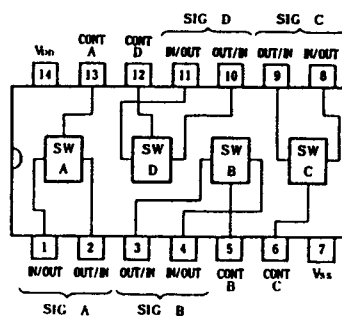 SIG D SIG C
VDD CONT A CONT D IN/OUT OUT/IN OUT/IN IN/OUT
14 13 12 11 10 9 8
SW A SW D SW B SW C
1 2 3 4 5 6 7
IN/OUT OUT/IN OUT/IN IN/OUT CONT B CONT C VSS
SIG A SIG B